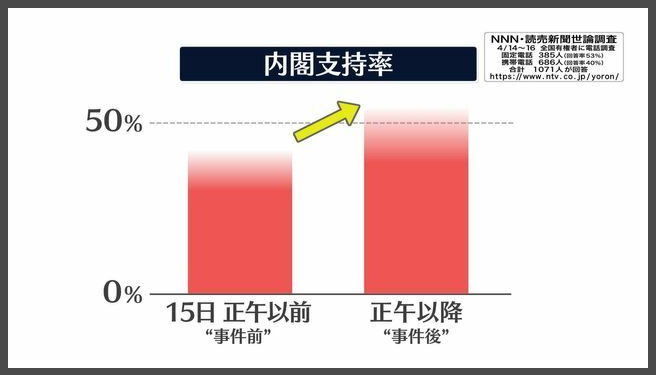 NNN・読売新聞世論調査
4/14～16 全国有権者に電話調査
固定電話 385人(回答率53%)
携帯電話 686人(回答率40%)
合計 1071人が回答
https://www.ntv.co.jp/yoron/
内閣支持率
50%
0%
15日 正午以前 正午以降
“事件前” “事件後”